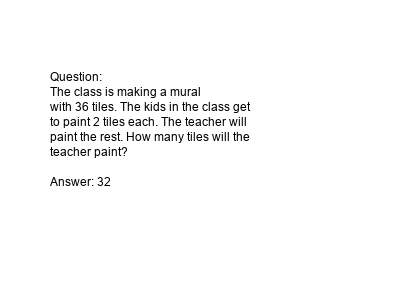 Question:
The class is making a mural
with 36 tiles. The kids in the class get
to paint 2 tiles each. The teacher will
paint the rest. How many tiles will the
teacher paint?
Answer: 32